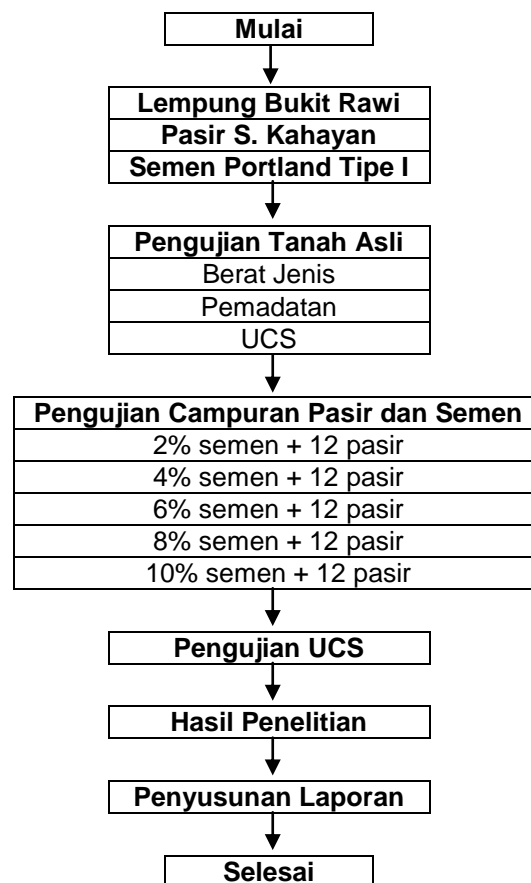 Mulai
Lempung Bukit Rawi
Pasir S. Kahayan
Semen Portland Tipe I
Pengujian Tanah Asli
Berat Jenis
Pemadatan
UCS
Pengujian Campuran Pasir dan Semen
2% semen + 12 pasir
4% semen + 12 pasir
6% semen + 12 pasir
8% semen + 12 pasir
10% semen + 12 pasir
Pengujian UCS
Hasil Penelitian
Penyusunan Laporan
Selesai